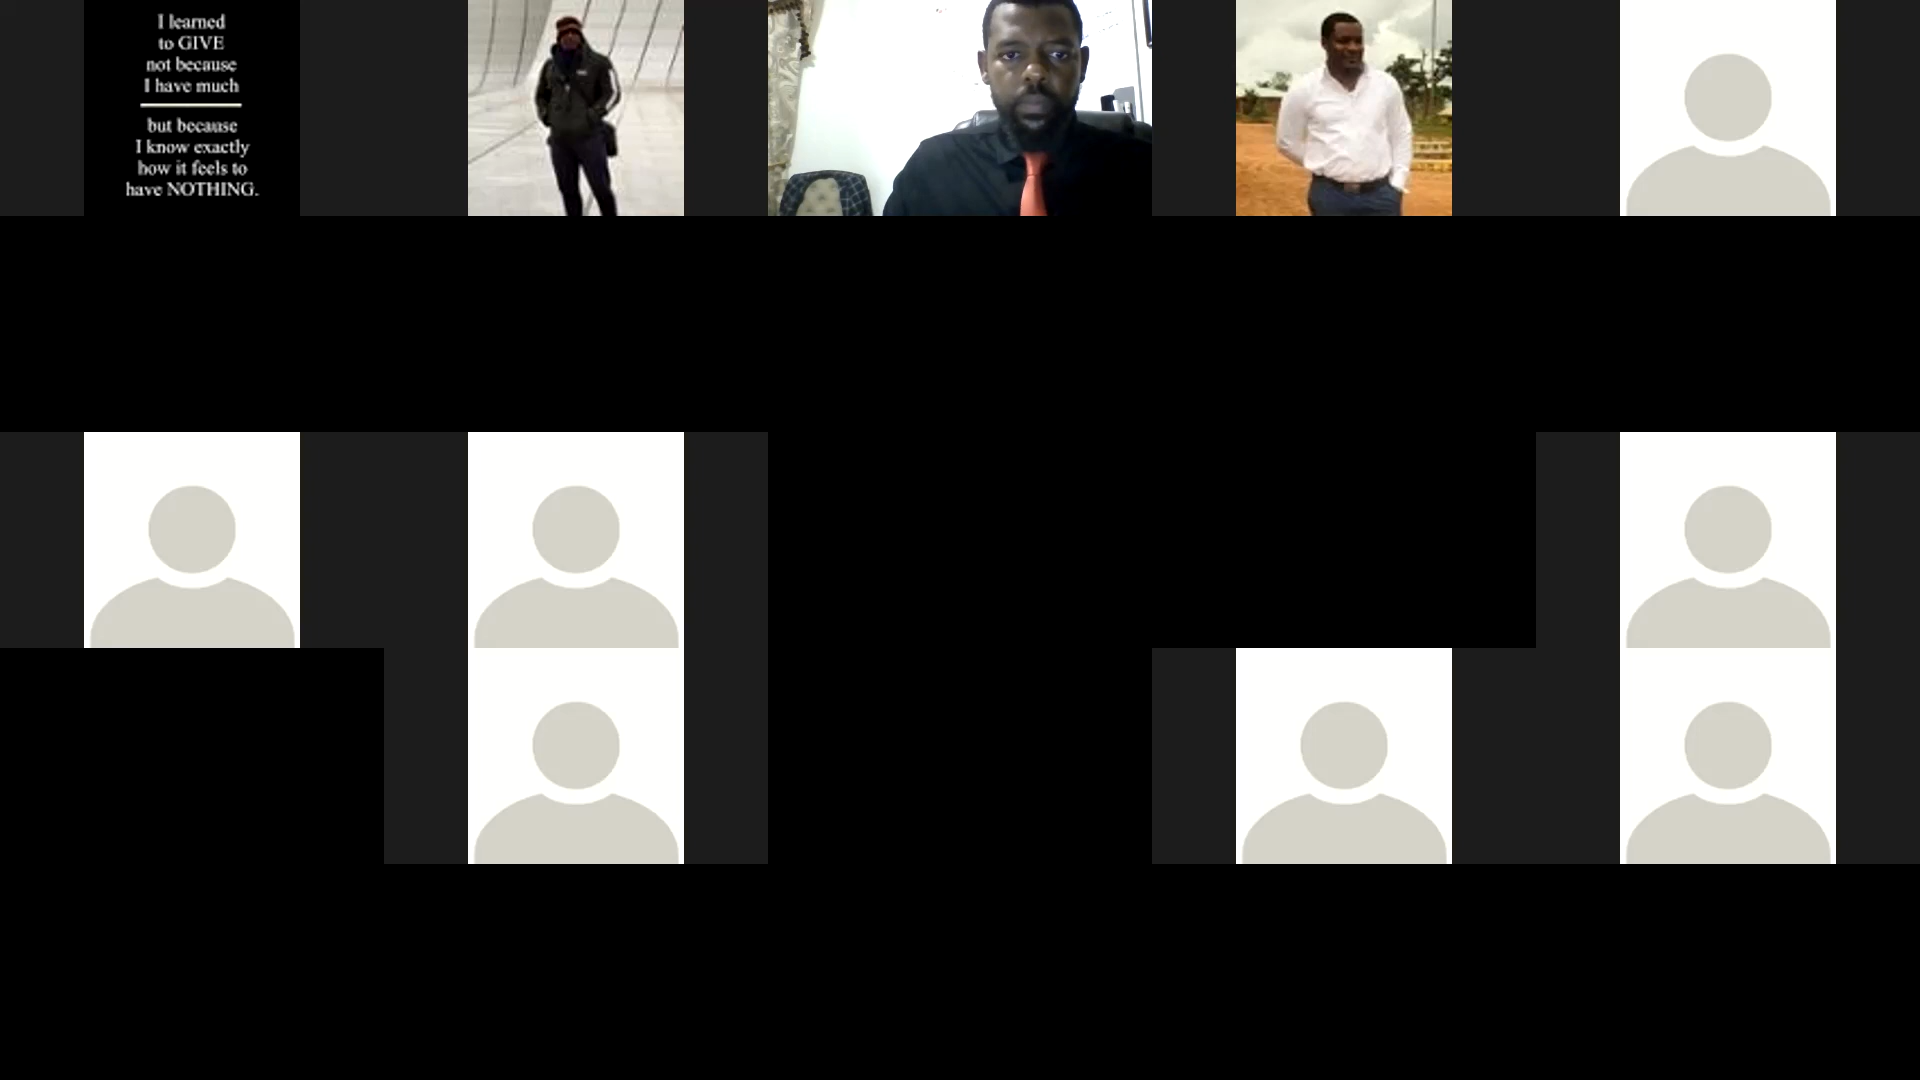 I learned
to GIVE
not because
I have much
but because
I know exactly
how it feels to
have NOTHING.